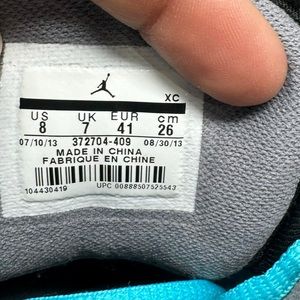 XC
US UK EUR cm
8 7 41 26
07/10/13 372704-409 08/30/13
MADE IN CHINA
FABRIQUE EN CHINE
104430419 UPC 00888507525543